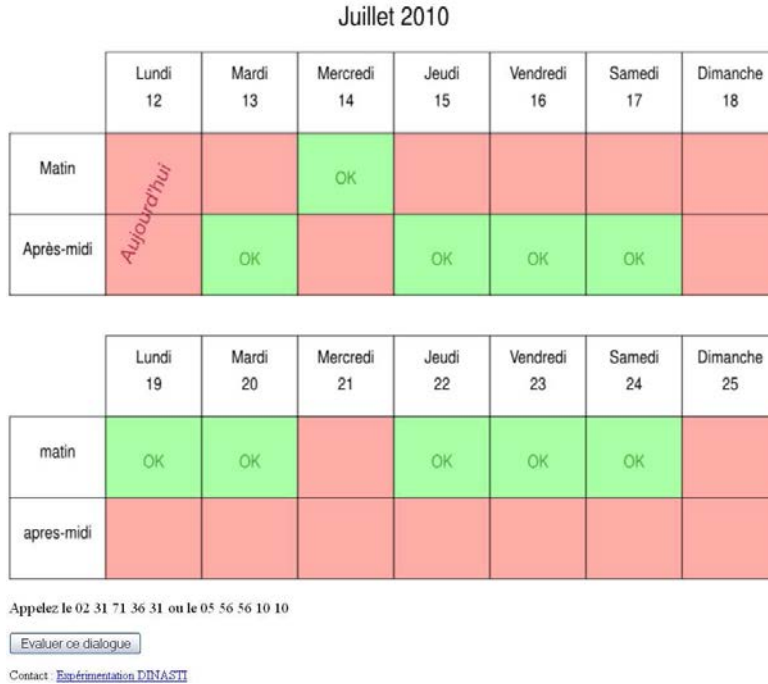 Juillet 2010
Lundi Mardi Mercredi Jeudi Vendredi Samedi Dimanche
12 13 14 15 16 17 18
Matin OK
Aujourd'hui
Après-midi OK OK OK OK
Lundi Mardi Mercredi Jeudi Vendredi Samedi Dimanche
19 20 21 22 23 24 25
matin OK OK OK OK OK
apres-midi
Appelez le 02 31 71 36 31 ou le 05 56 56 10 10
Evaluer ce dialogue
Contact : Expérimentation DINASTI